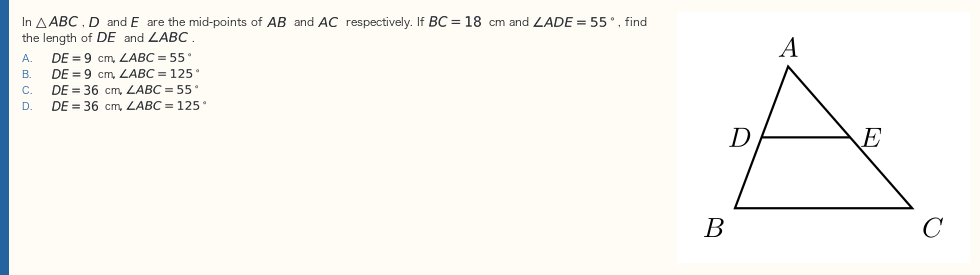 In △ABC , D and E are the mid-points of AB and AC respectively. If BC = 18 cm and ∠ADE = 55°, find
the length of DE and ∠ABC .
A. DE = 9 cm, ∠ABC = 55°
B. DE = 9 cm, ∠ABC = 125°
C. DE = 36 cm, ∠ABC = 55°
D. DE = 36 cm, ∠ABC = 125°
A
D E
B C